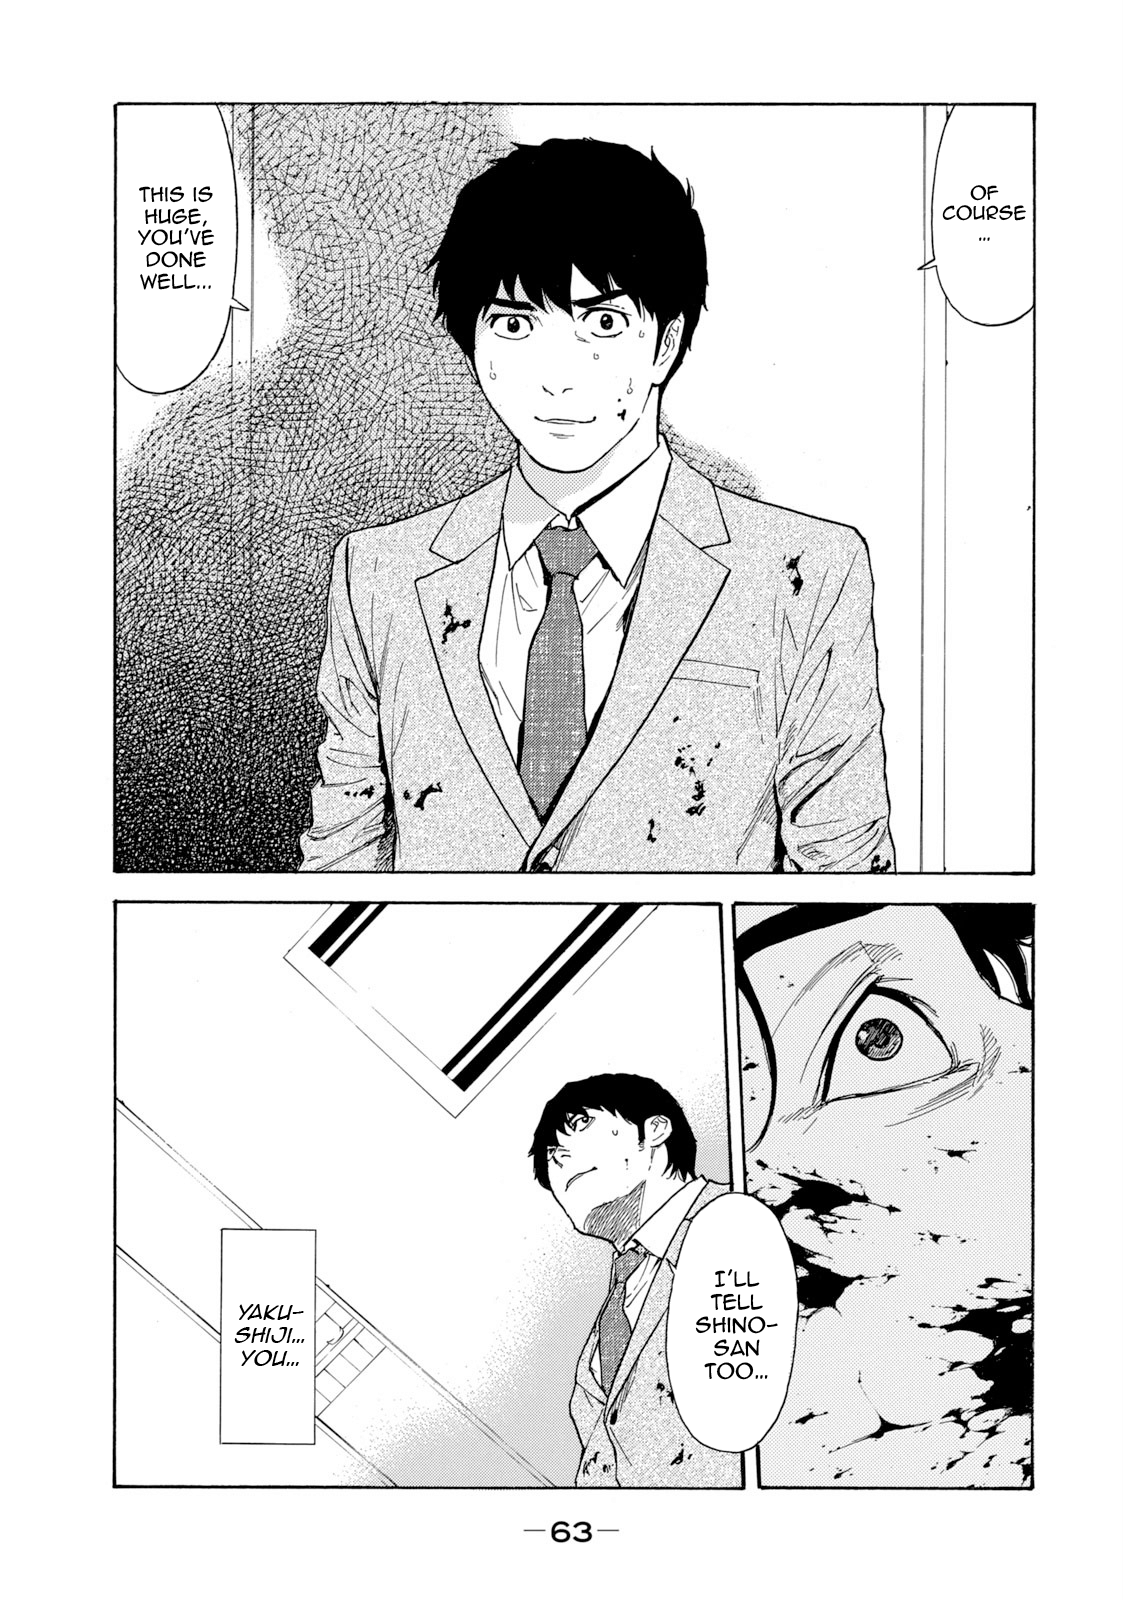 OF
COURSE
...
THIS IS
HUGE,
YOU'VE
DONE
WELL...
I'LL
TELL
SHINO-
SAN
TOO...
YAKU-
SHIJI...
YOU...
—63—